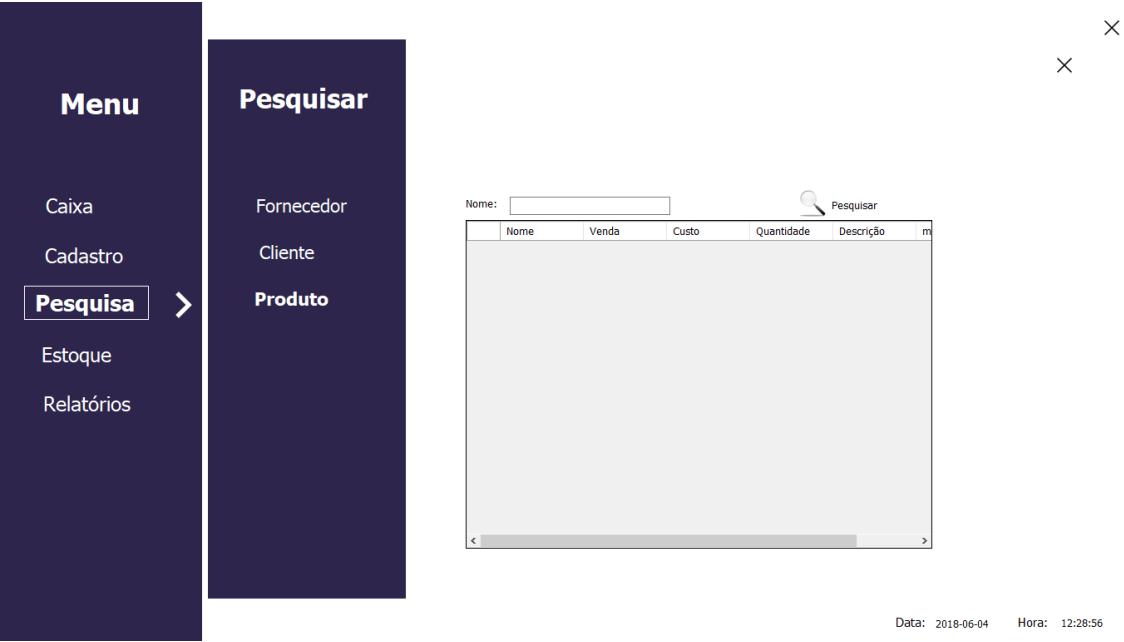 Menu
Caixa
Cadastro
Pesquisa
Estoque
Relatórios
Pesquisar
Fornecedor
Cliente
Produto
Nome:
Pesquisar
Nome Venda Custo Quantidade Descrição m
Data: 2018-06-04 Hora: 12:28:56